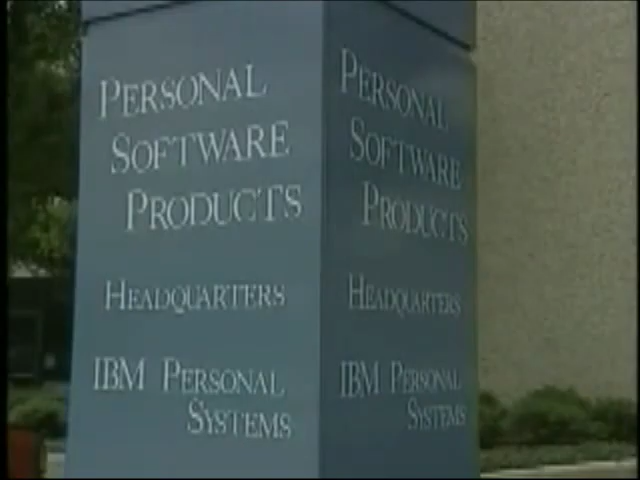 PERSONAL
SOFTWARE
PRODUCTS
HEADQUARTERS
IBM PERSONAL
SYSTEMS
PERSONAL
SOFTWARE
PRODUCTS
HEADQUARTERS
IBM PERSONAL
SYSTEMS